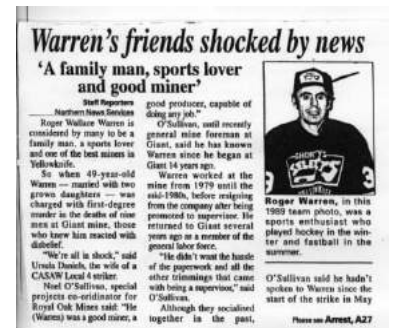 Warren's friends shocked by news
'A family man, sports lover
and good miner'
Staff Reporters
Northern News Services
Roger Wallace Warren is
considered by many to be a
family man, a sports lover
and one of the best miners in
Yellowknife.
So when 49-year-old
Warren — married with two
grown daughters — was
charged with first-degree
murder in the deaths of nine
men at Giant mine, those
who knew him reacted with
disbelief.
"We're all in shock," said
Ursula Daniels, the wife of a
CASAW Local 4 striker.
Noel O'Sullivan, special
projects co-oridinator for
Royal Oak Mines said: "He
(Warren) was a good miner, a
good producer, capable of
doing any job."
O'Sullivan, until recently
general mine foreman at
Giant, said he has known
Warren since he began at
Giant 14 years ago.
Warren worked at the
mine from 1979 until the
mid-1980s, before resigning
from the company after being
promoted to supervisor. He
returned to Giant several
years ago as a member of the
general labor force.
"He didn't want the hassle
of the paperwork and all the
other trimmings that came
with being a supervisor," said
O'Sullivan.
Although they socialised
together in the past,
Roger Warren, in this
1989 team photo, was a
sports enthusiast who
played hockey in the win-
ter and fastball in the
summer.
O'Sullivan said he hadn't
spoken to Warren since the
start of the strike in May
Please see Arrest, A27